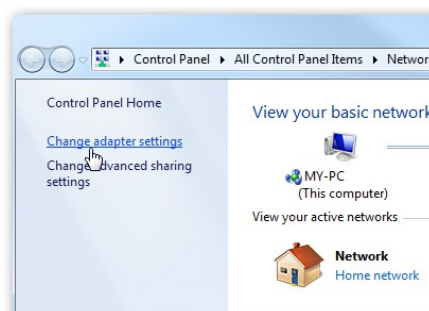 Control Panel All Control Panel Items
Control Panel Home
Change adapter settings
Change advanced sharing
settings
View your basic network
MY-PC
(This computer)
View your active networks
Network
Home network